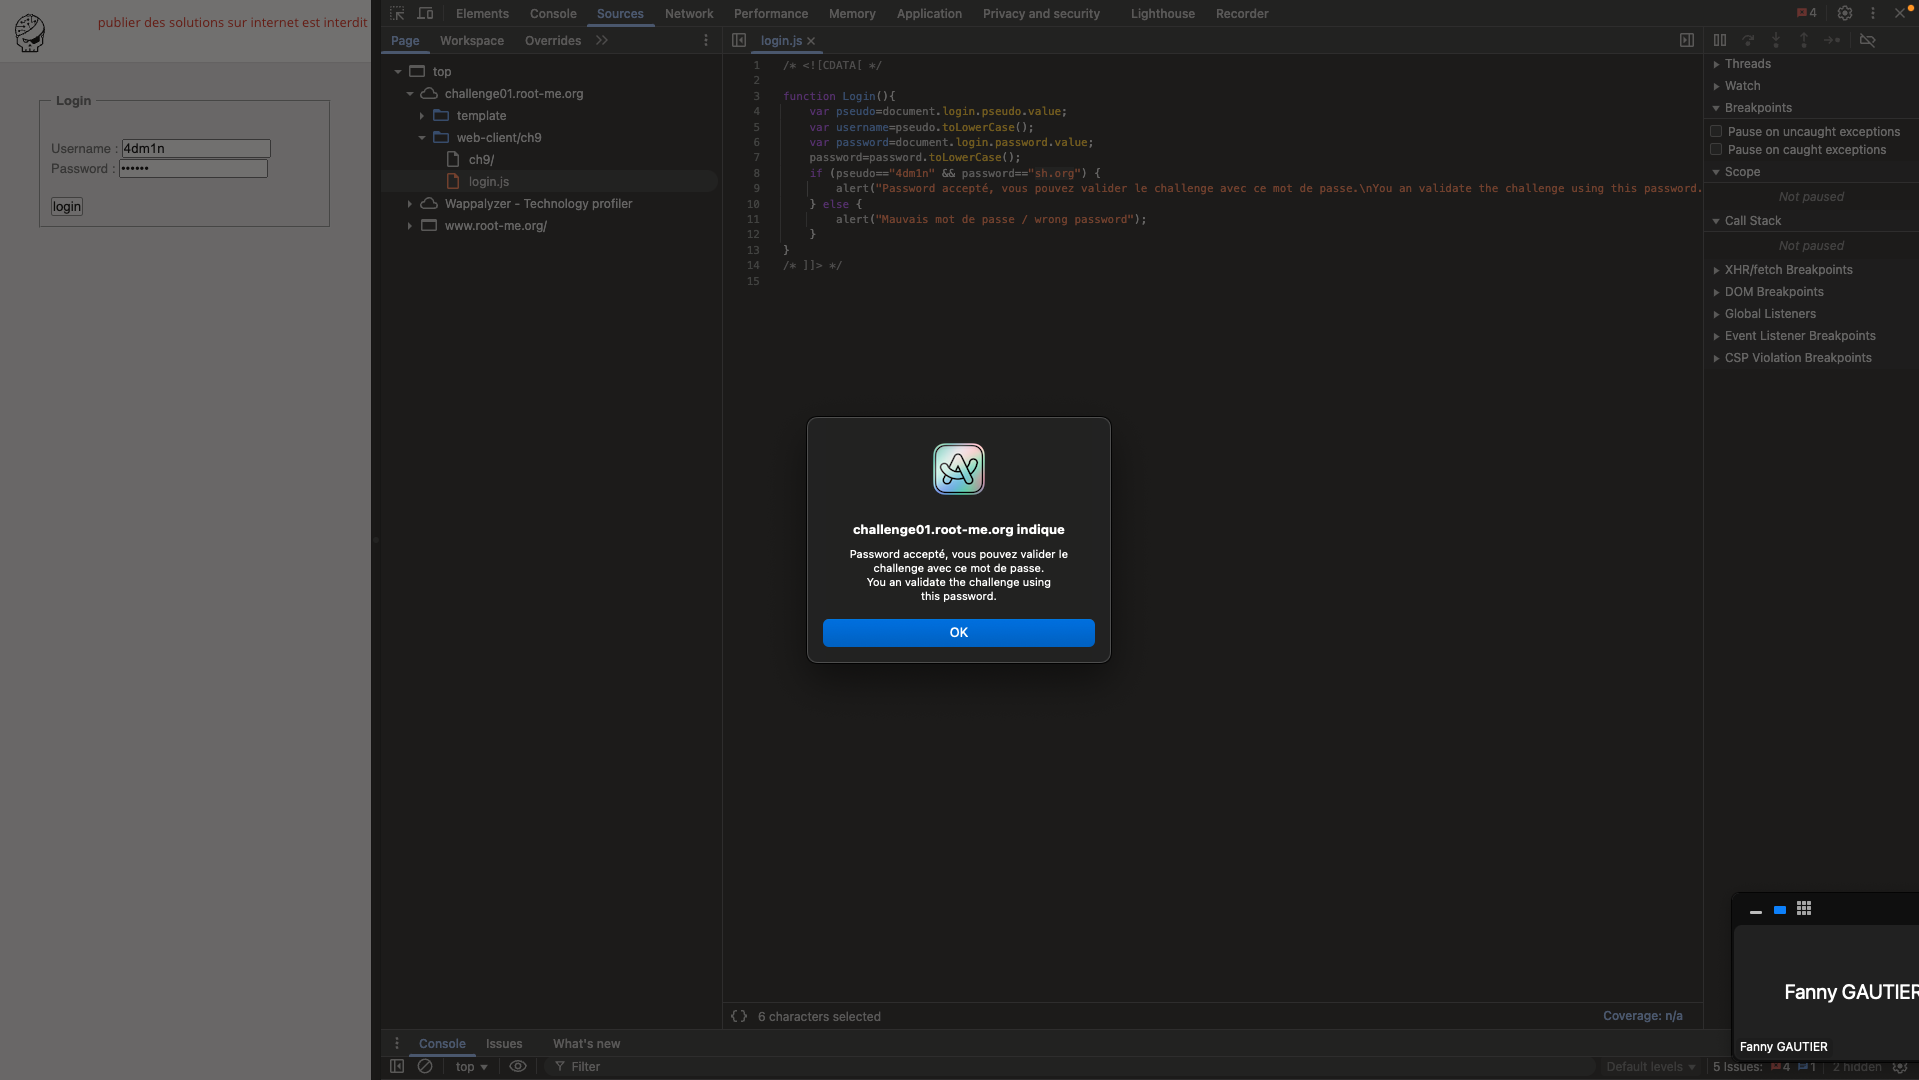 publier des solutions sur internet est interdit
Login
Username :
4dm1n
Password :
••••••
login
Elements
Console
Sources
Network
Performance
Memory
Application
Privacy and security
Lighthouse
Recorder
4
Page
Workspace
Overrides
login.js
top
challenge01.root-me.org
template
web-client/ch9
ch9/
login.js
Wappalyzer - Technology profiler
www.root-me.org/
1 /* <![CDATA[ */
2
3 function Login(){
4 var pseudo=document.login.pseudo.value;
5 var username=pseudo.toLowerCase();
6 var password=document.login.password.value;
7 password=password.toLowerCase();
8 if (pseudo=="4dm1n" && password=="sh.org") {
9 alert("Password accepté, vous pouvez valider le challenge avec ce mot de passe.\nYou an validate the challenge using this password.
10 } else {
11 alert("Mauvais mot de passe / wrong password");
12 }
13 }
14 /* ]]> */
15
Threads
Watch
Breakpoints
Pause on uncaught exceptions
Pause on caught exceptions
Scope
Not paused
Call Stack
Not paused
XHR/fetch Breakpoints
DOM Breakpoints
Global Listeners
Event Listener Breakpoints
CSP Violation Breakpoints
challenge01.root-me.org indique
Password accepté, vous pouvez valider le
challenge avec ce mot de passe.
You an validate the challenge using
this password.
OK
{} 6 characters selected
Coverage: n/a
Console
Issues
What's new
top
Filter
Default levels
5 Issues:
4
1
2 hidden
Fanny GAUTIER
Fanny GAUTIER